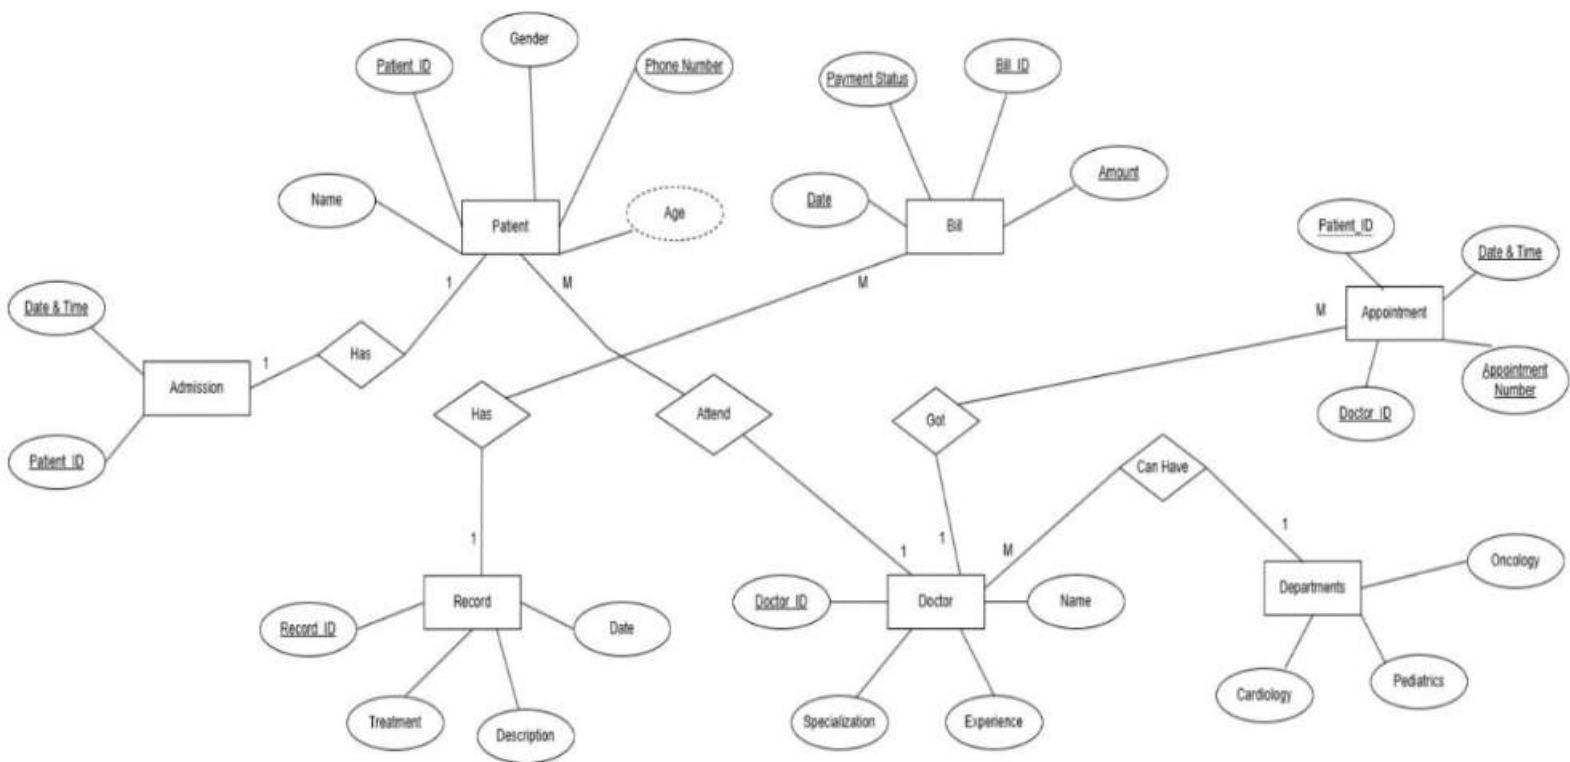 Gender
Patient_ID
Phone Number
Payment Status
Bill_ID
Name
Age
Date
Amount
Patient
Bill
Patient_ID
Date & Time
1
M
M
Date & Time
M
Appointment
1
Has
Admission
Appointment
Number
Has
Attend
Got
Doctor_ID
Patient_ID
Can Have
1
1
1
M
1
Oncology
Record_ID
Record
Date
Doctor_ID
Doctor
Name
Departments
Treatment
Description
Specialization
Experience
Cardiology
Pediatrics